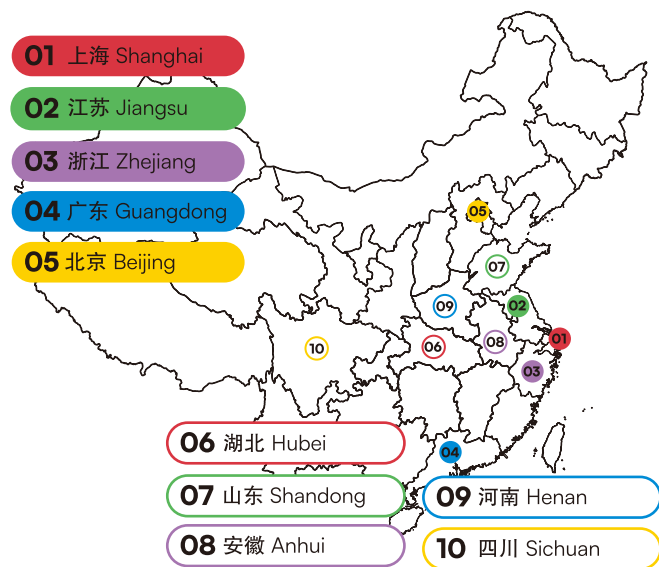 01 上海 Shanghai
02 江苏 Jiangsu
03 浙江 Zhejiang
04 广东 Guangdong
05 北京 Beijing
05
07
02
09
01
08
06
10
03
04
06 湖北 Hubei
07 山东 Shandong
09 河南 Henan
08 安徽 Anhui
10 四川 Sichuan